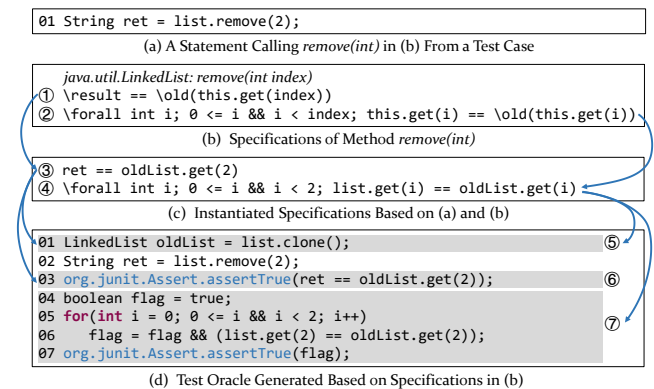 01 String ret = list.remove(2);
(a) A Statement Calling remove(int) in (b) From a Test Case
java.util.LinkedList: remove(int index)
① \result == \old(this.get(index))
② \forall int i; 0 <= i && i < index; this.get(i) == \old(this.get(i))
(b) Specifications of Method remove(int)
③ ret == oldList.get(2)
④ \forall int i; 0 <= i && i < 2; list.get(i) == oldList.get(i)
(c) Instantiated Specifications Based on (a) and (b)
01 LinkedList oldList = list.clone(); ⑤
02 String ret = list.remove(2);
03 org.junit.Assert.assertTrue(ret == oldList.get(2)); ⑥
04 boolean flag = true;
05 for(int i = 0; 0 <= i && i < 2; i++) ⑦
06 flag = flag && (list.get(2) == oldList.get(2));
07 org.junit.Assert.assertTrue(flag);
(d) Test Oracle Generated Based on Specifications in (b)